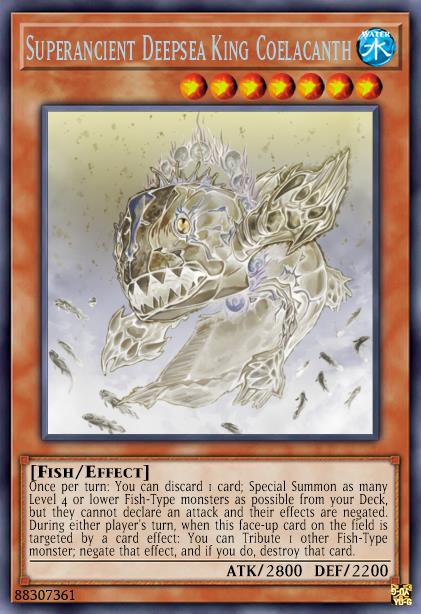 Superancient Deepsea King Coelacanth
WATER
水
[Fish/Effect]
Once per turn: You can discard 1 card; Special Summon as many
Level 4 or lower Fish-Type monsters as possible from your Deck,
but they cannot declare an attack and their effects are negated.
During either player's turn, when this face-up card on the field is
targeted by a card effect: You can Tribute 1 other Fish-Type
monster; negate that effect, and if you do, destroy that card.
ATK/2800 DEF/2200
88307361